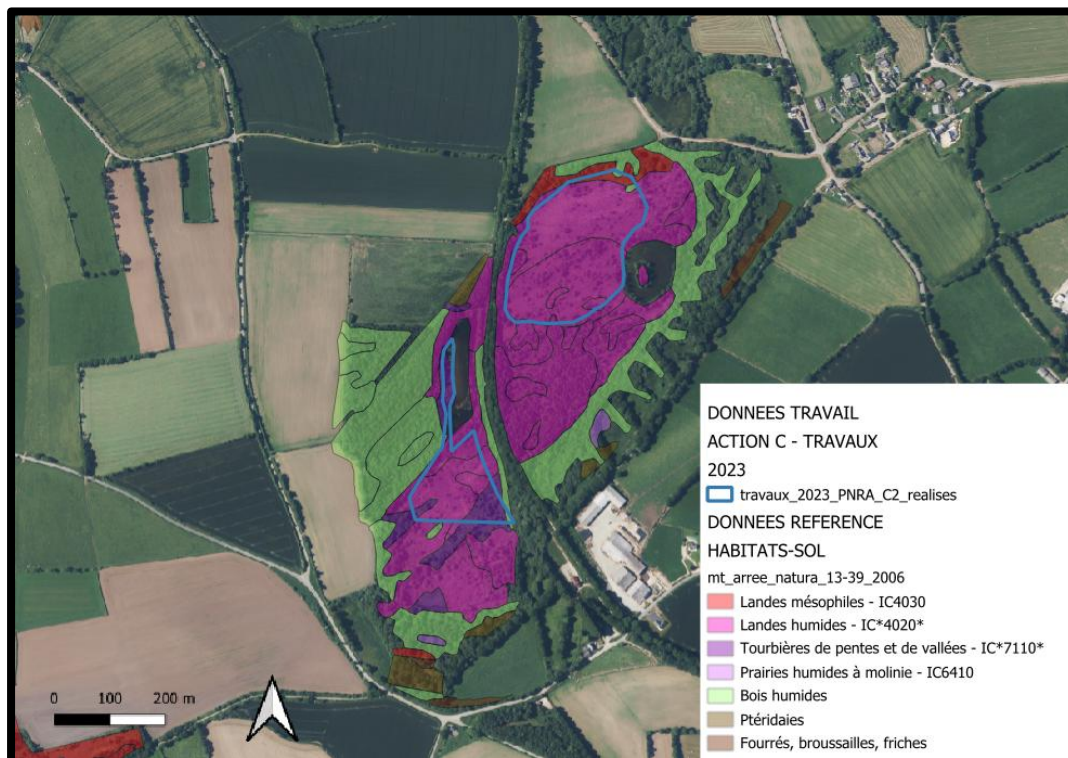 DONNEES TRAVAIL
ACTION C - TRAVAUX
2023
travaux_2023_PNRA_C2_realises
DONNEES REFERENCE
HABITATS-SOL
mt_arree_natura_13-39_2006
Landes mésophiles - IC4030
Landes humides - IC*4020*
Tourbières de pentes et de vallées - IC*7110*
Prairies humides à molinie - IC6410
Bois humides
Ptéridaies
Fourrés, broussailles, friches
0 100 200 m